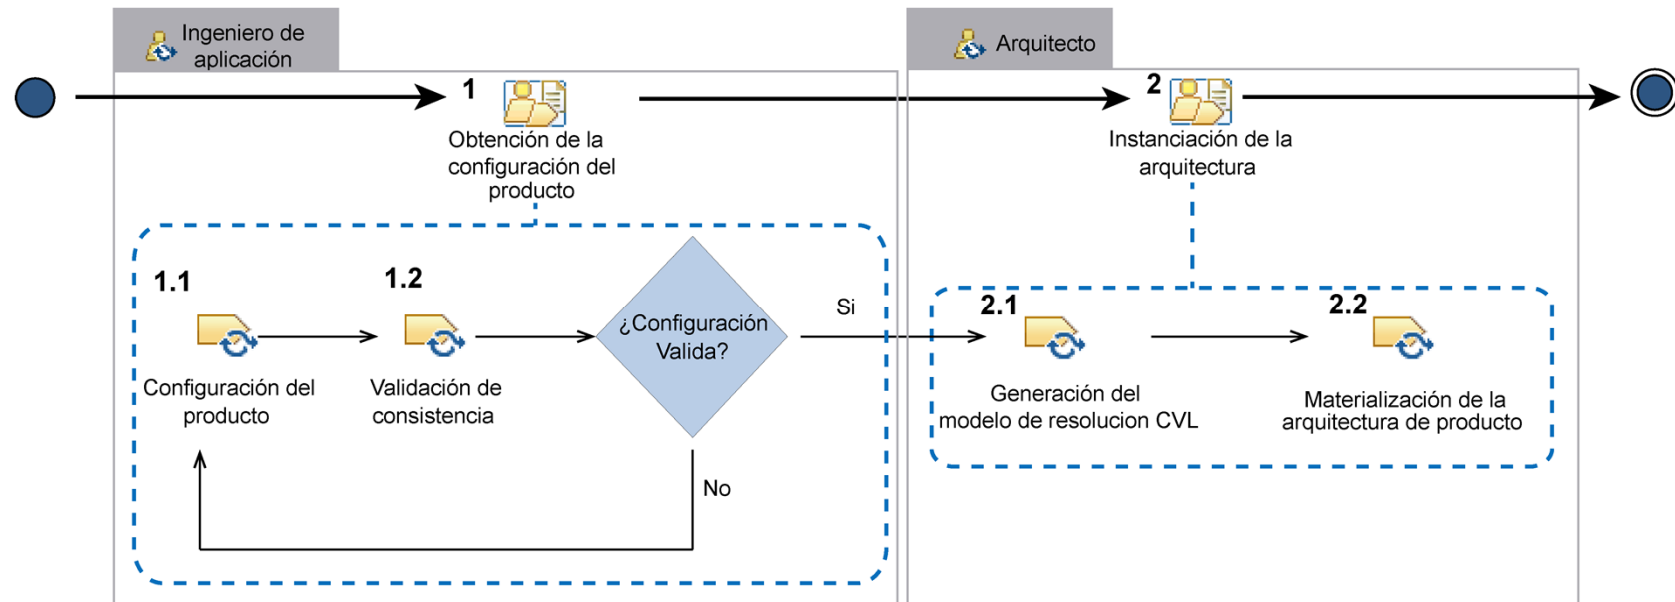 Ingeniero de
aplicación
Arquitecto
1
Obtención de la
configuración del
producto
2
Instanciación de la
arquitectura
1.1
Configuración del
producto
1.2
Validación de
consistencia
¿Configuración
Valida?
Si
No
2.1
Generación del
modelo de resolucion CVL
2.2
Materialización de la
arquitectura de producto